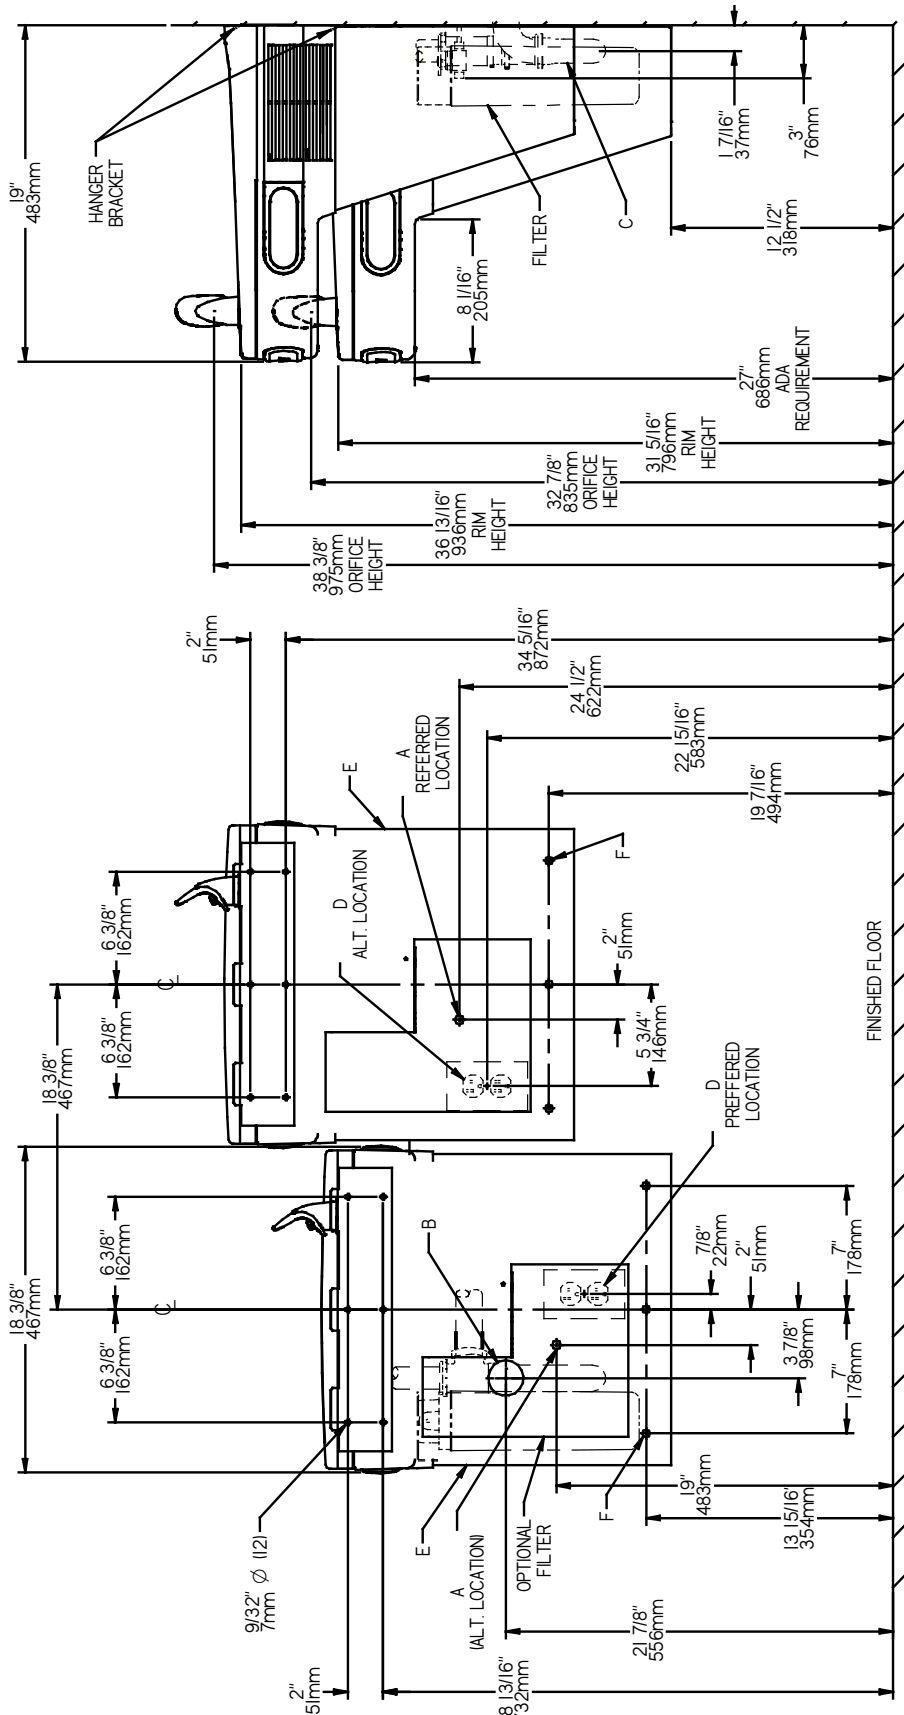 19"
483mm
HANGER
BRACKET
1 7/16"
37mm
3"
76mm
FILTER
C
8 1/16"
205mm
12 1/2"
318mm
27"
686mm
ADA
REQUIREMENT
31 5/16"
796mm
RIM
HEIGHT
32 7/8"
835mm
ORIFICE
HEIGHT
36 13/16"
936mm
RIM
HEIGHT
38 3/8"
975mm
ORIFICE
HEIGHT
2"
51mm
34 5/16"
872mm
24 1/2"
622mm
22 15/16"
583mm
19 7/16"
494mm
A
REFERRED
LOCATION
E
D
ALT. LOCATION
F
6 3/8"
162mm
6 3/8"
162mm
18 3/8"
467mm
2"
51mm
5 3/4"
146mm
FINISHED FLOOR
D
PREFFERED
LOCATION
18 3/8"
467mm
6 3/8"
162mm
6 3/8"
162mm
B
7/8"
22mm
2"
51mm
3 7/8"
98mm
7"
178mm
7"
178mm
9/32"
7mm Ø (12)
E
A
(ALT. LOCATION)
OPTIONAL
FILTER
F
19"
483mm
13 15/16"
354mm
21 7/8"
556mm
2"
51mm
8 13/16"
732mm